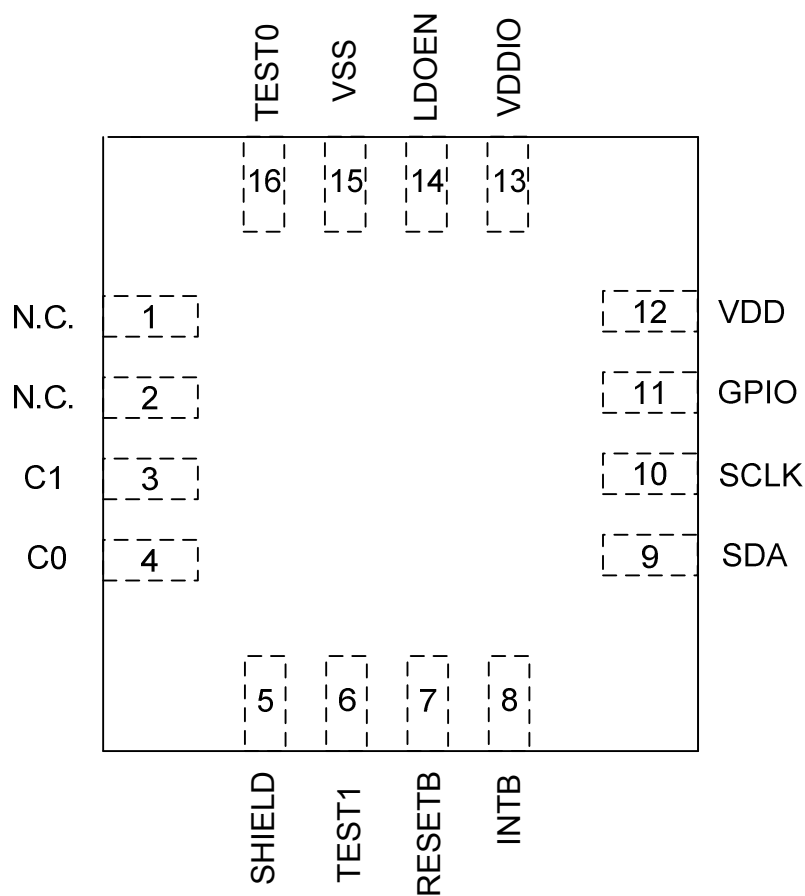 TEST0
VSS
LDOEN
VDDIO
16
15
14
13
N.C.
1
12
VDD
N.C.
2
11
GPIO
C1
3
10
SCLK
C0
4
9
SDA
5
6
7
8
SHIELD
TEST1
RESETB
INTB